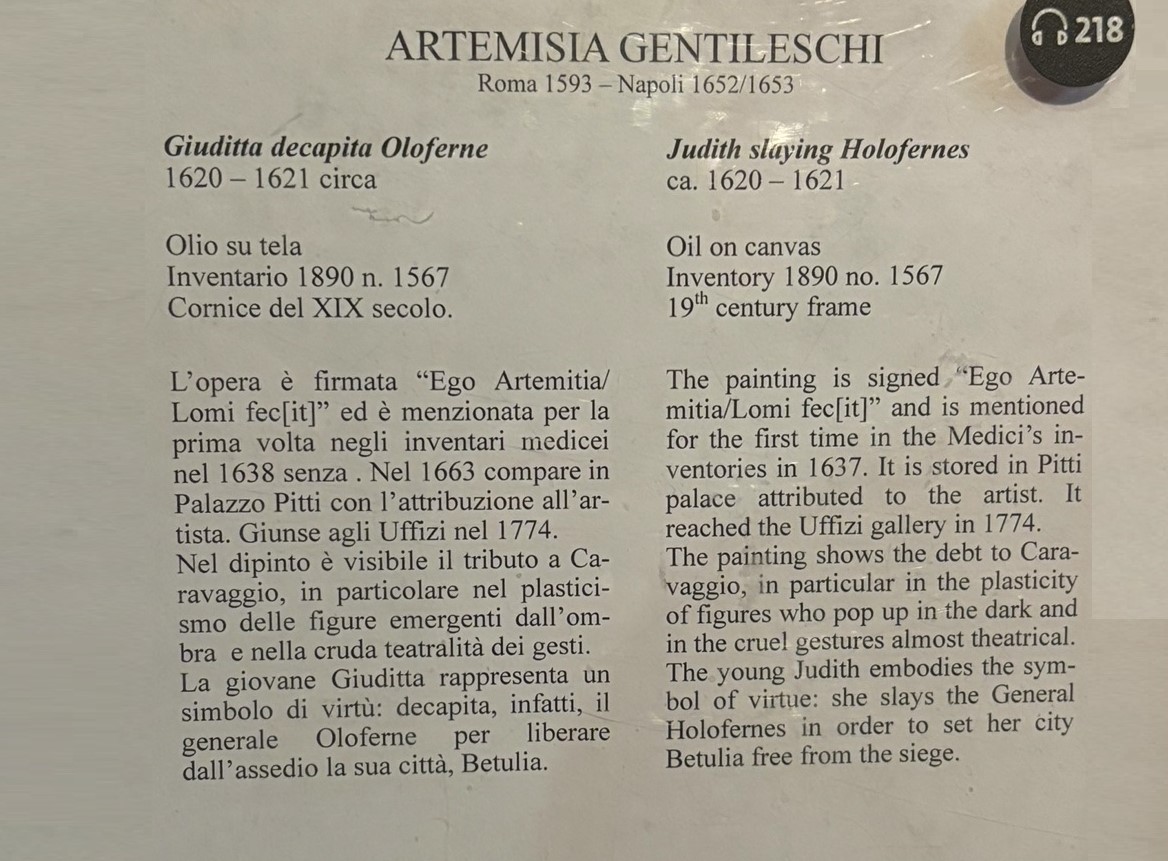 218
ARTEMISIA GENTILESCHI
Roma 1593 – Napoli 1652/1653
Giuditta decapita Oloferne
1620 – 1621 circa
Olio su tela
Inventario 1890 n. 1567
Cornice del XIX secolo.
L'opera è firmata “Ego Artemitia/
Lomi fec[it]” ed è menzionata per la
prima volta negli inventari medicei
nel 1638 senza . Nel 1663 compare in
Palazzo Pitti con l'attribuzione all'ar-
tista. Giunse agli Uffizi nel 1774.
Nel dipinto è visibile il tributo a Ca-
ravaggio, in particolare nel plastici-
smo delle figure emergenti dall'om-
bra e nella cruda teatralità dei gesti.
La giovane Giuditta rappresenta un
simbolo di virtù: decapita, infatti, il
generale Oloferne per liberare
dall'assedio la sua città, Betulia.
Judith slaying Holofernes
ca. 1620 – 1621
Oil on canvas
Inventory 1890 no. 1567
19th century frame
The painting is signed “Ego Arte-
mitia/Lomi fec[it]” and is mentioned
for the first time in the Medici's in-
ventories in 1637. It is stored in Pitti
palace attributed to the artist. It
reached the Uffizi gallery in 1774.
The painting shows the debt to Cara-
vaggio, in particular in the plasticity
of figures who pop up in the dark and
in the cruel gestures almost theatrical.
The young Judith embodies the sym-
bol of virtue: she slays the General
Holofernes in order to set her city
Betulia free from the siege.